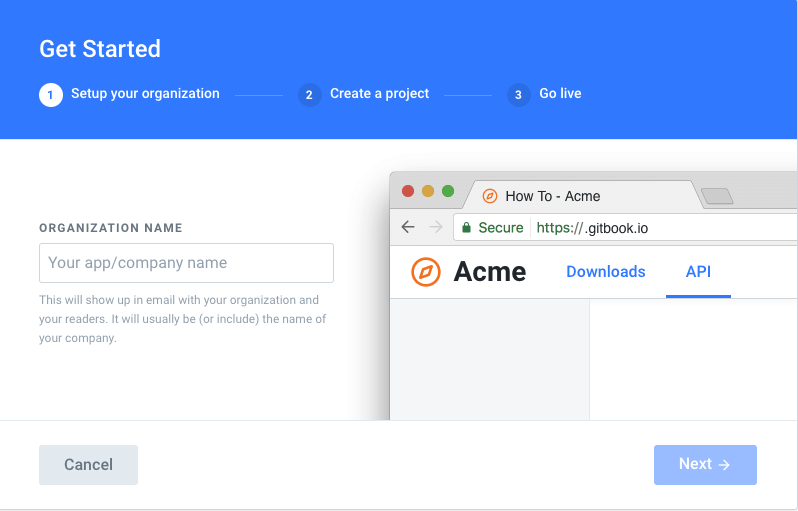 Get Started
1 Setup your organization 2 Create a project 3 Go live
ORGANIZATION NAME
Your app/company name
This will show up in email with your organization and
your readers. It will usually be (or include) the name of
your company.
How To - Acme
Secure https://.gitbook.io
Acme Downloads API
Cancel Next →